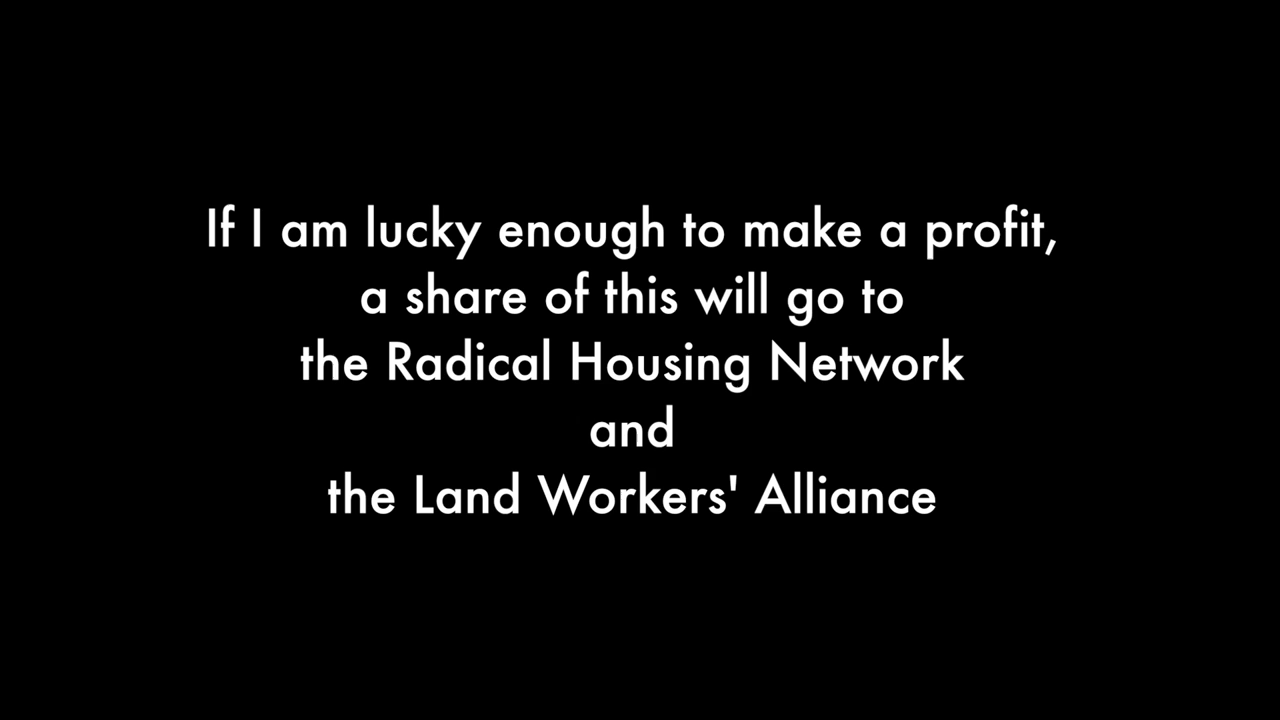 If I am lucky enough to make a profit,
a share of this will go to
the Radical Housing Network
and
the Land Workers' Alliance